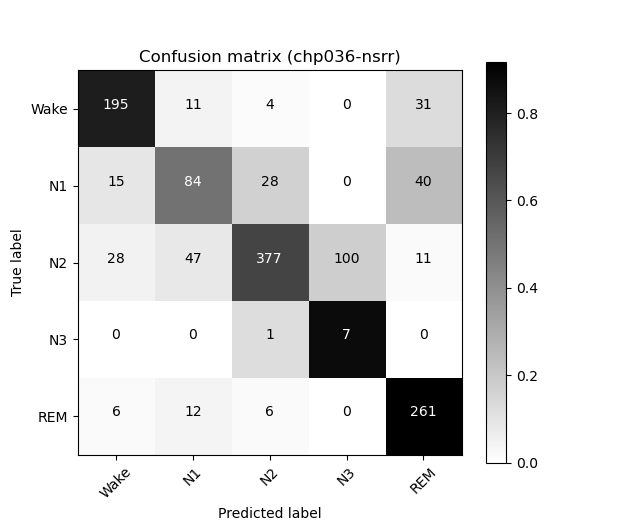 Confusion matrix (chp036-nsrr)
True label
Wake 195 11 4 0 31
N1 15 84 28 0 40
N2 28 47 377 100 11
N3 0 0 1 7 0
REM 6 12 6 0 261
Wake N1 N2 N3 REM
Predicted label
0.8
0.6
0.4
0.2
0.0